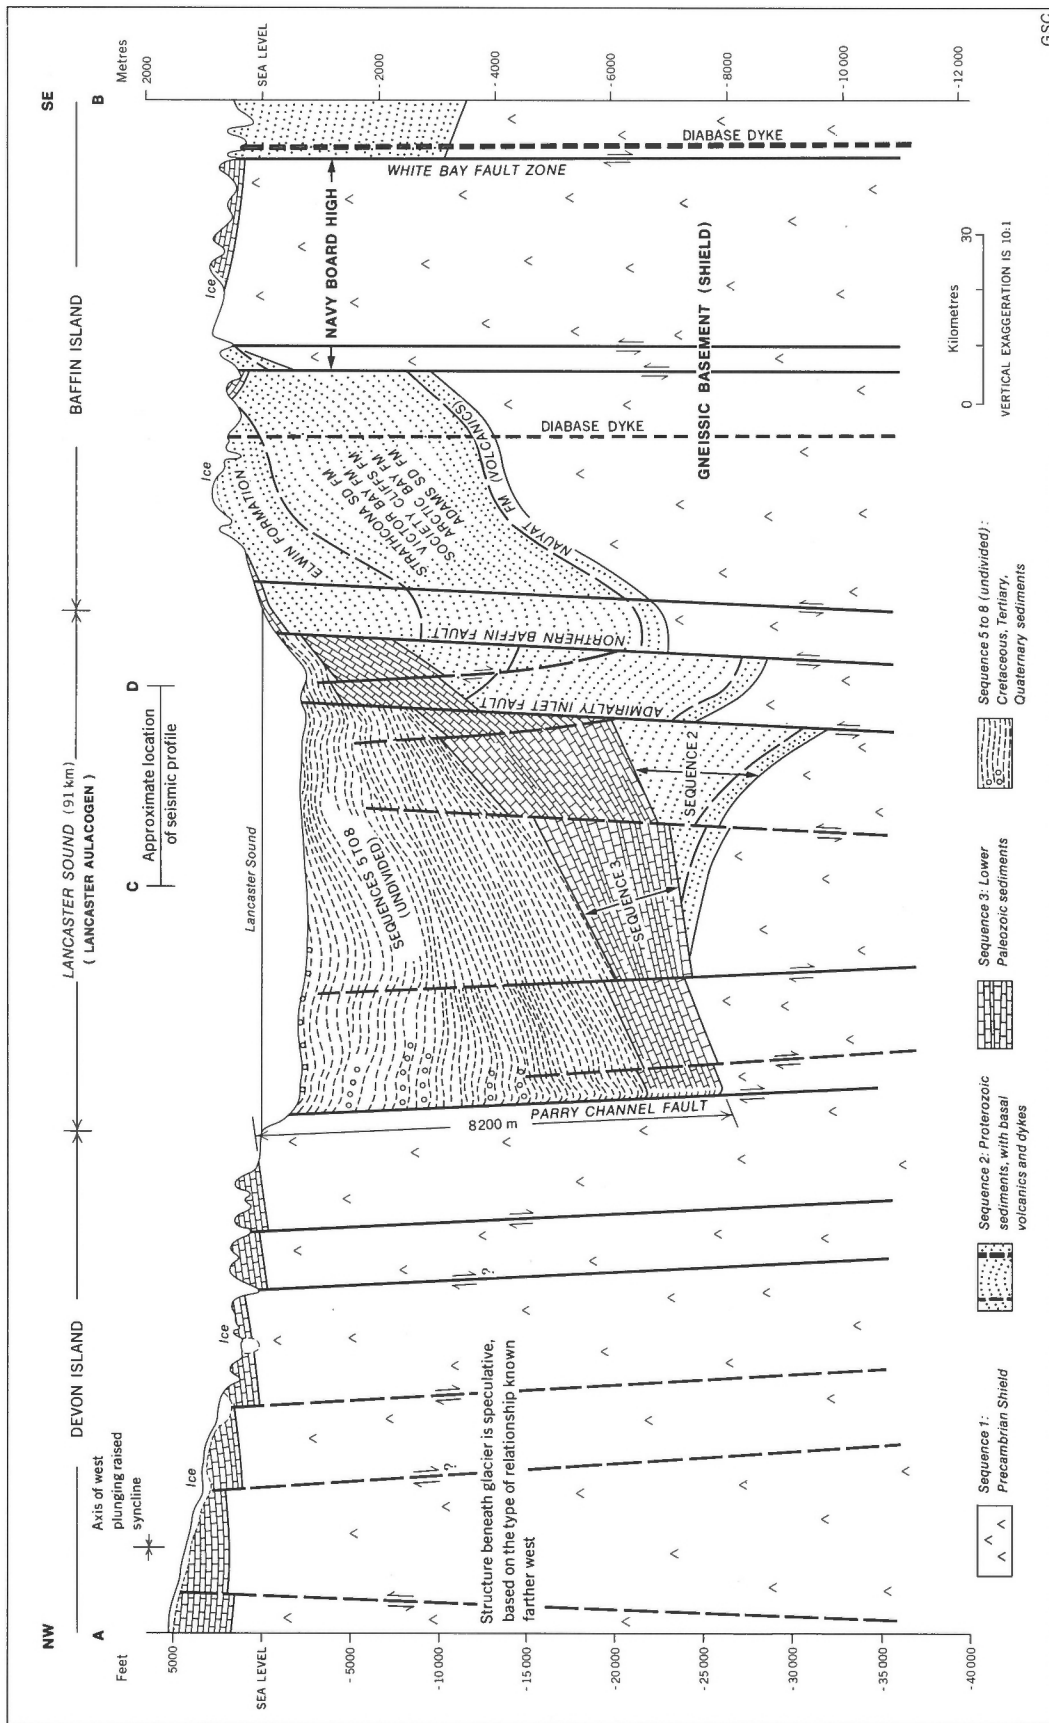 NW
SE
A
B
DEVON ISLAND
LANCASTER SOUND (91 km)
( LANCASTER AULACOGEN )
BAFFIN ISLAND
C
D
Approximate location
of seismic profile
Axis of west
plunging raised
syncline
Feet
5000
SEA LEVEL
- 5000
- 10 000
- 15 000
- 20 000
- 25 000
- 30 000
- 35 000
- 40 000
Metres
2000
SEA LEVEL
- 2000
- 4000
- 6000
- 8000
- 10 000
- 12 000
Ice
Ice
Ice
Ice
Lancaster Sound
SEQUENCES 5 TO 8
(UNDIVIDED)
SEQUENCE 3
SEQUENCE 2
8200 m
PARRY CHANNEL FAULT
ADMIRALTY INLET FAULT
NORTHERN BAFFIN FAULT
ELWIN FORMATION
STRATHCONA SD FM
VICTOR BAY FM
SOCIETY CLIFFS FM
ARCTIC BAY FM
ADAMS SD FM
NAUYAT FM (VOLCANICS)
DIABASE DYKE
NAVY BOARD HIGH
WHITE BAY FAULT ZONE
DIABASE DYKE
GNEISSIC BASEMENT (SHIELD)
?
?
Structure beneath glacier is speculative,
based on the type of relationship known
farther west
0
30
Kilometres
VERTICAL EXAGGERATION IS 10:1
Sequence 1:
Precambrian Shield
Sequence 2: Proterozoic
sediments, with basal
volcanics and dykes
Sequence 3: Lower
Paleozoic sediments
Sequence 5 to 8 (undivided) :
Cretaceous, Tertiary,
Quaternary sediments
GSC